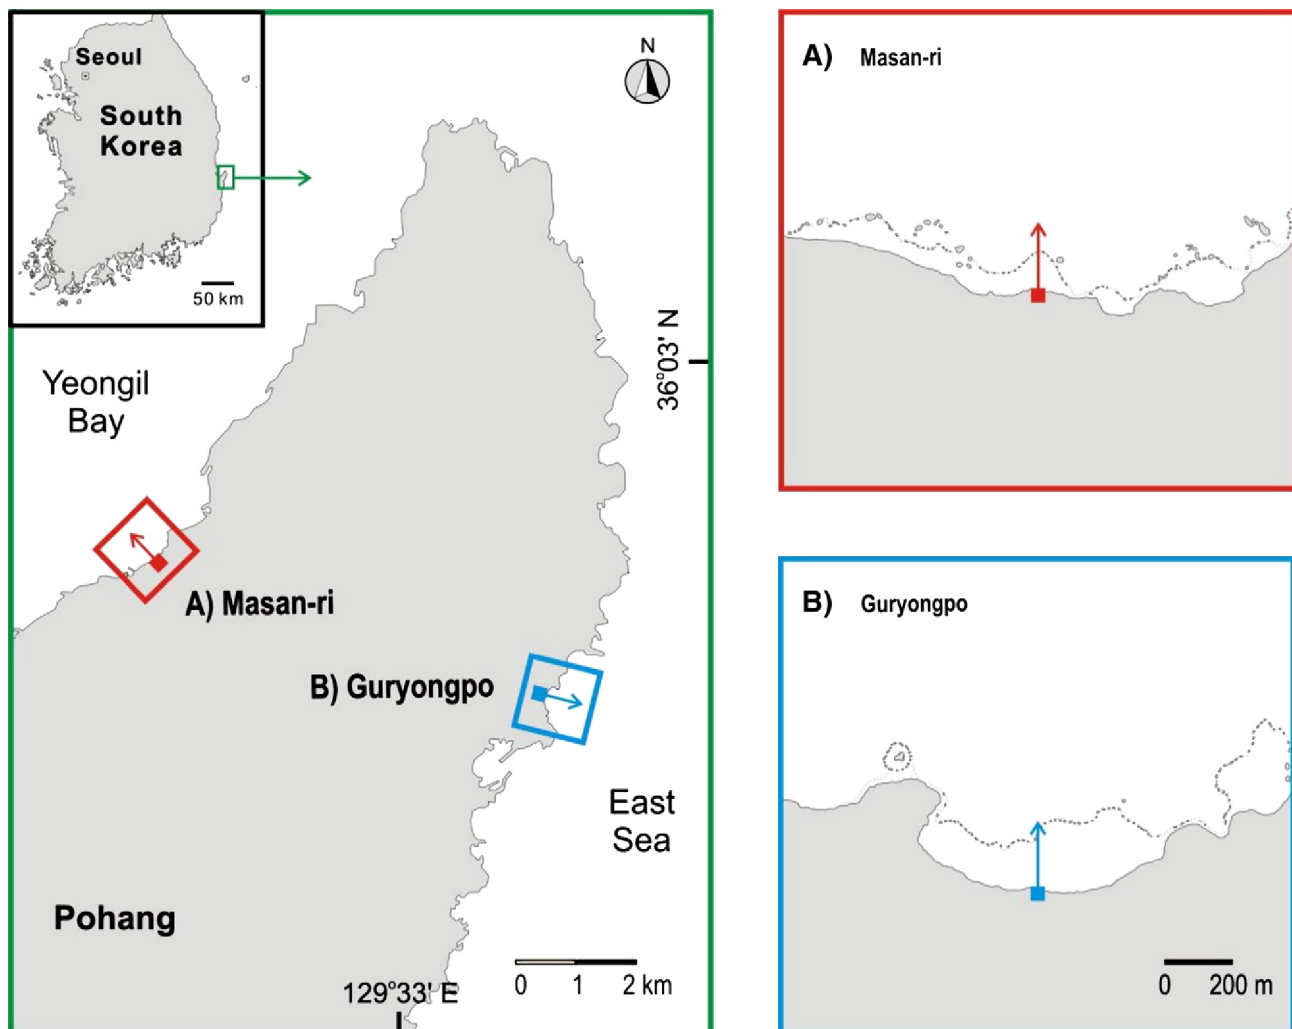 Seoul
South
Korea
50 km
N
36°03' N
Yeongil
Bay
A) Masan-ri
B) Guryongpo
East
Sea
Pohang
0 1 2 km
129°33' E
A) Masan-ri
B) Guryongpo
0 200 m